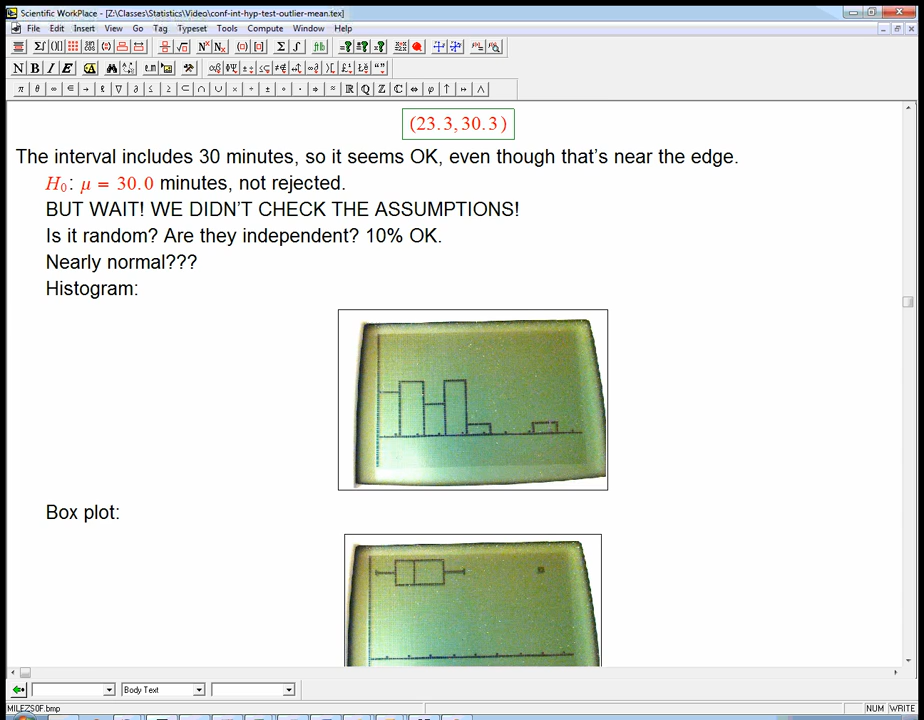 Scientific WorkPlace - [Z:\Classes\Statistics\Video\conf-int-hyp-test-outlier-mean.tex]
File Edit Insert View Go Tag Typeset Tools Compute Window Help
(23.3, 30.3)
The interval includes 30 minutes, so it seems OK, even though that's near the edge.
H₀: μ = 30.0 minutes, not rejected.
BUT WAIT! WE DIDN'T CHECK THE ASSUMPTIONS!
Is it random? Are they independent? 10% OK.
Nearly normal???
Histogram:
Box plot:
Body Text
MILEZS0F.bmp
NUM WRITE